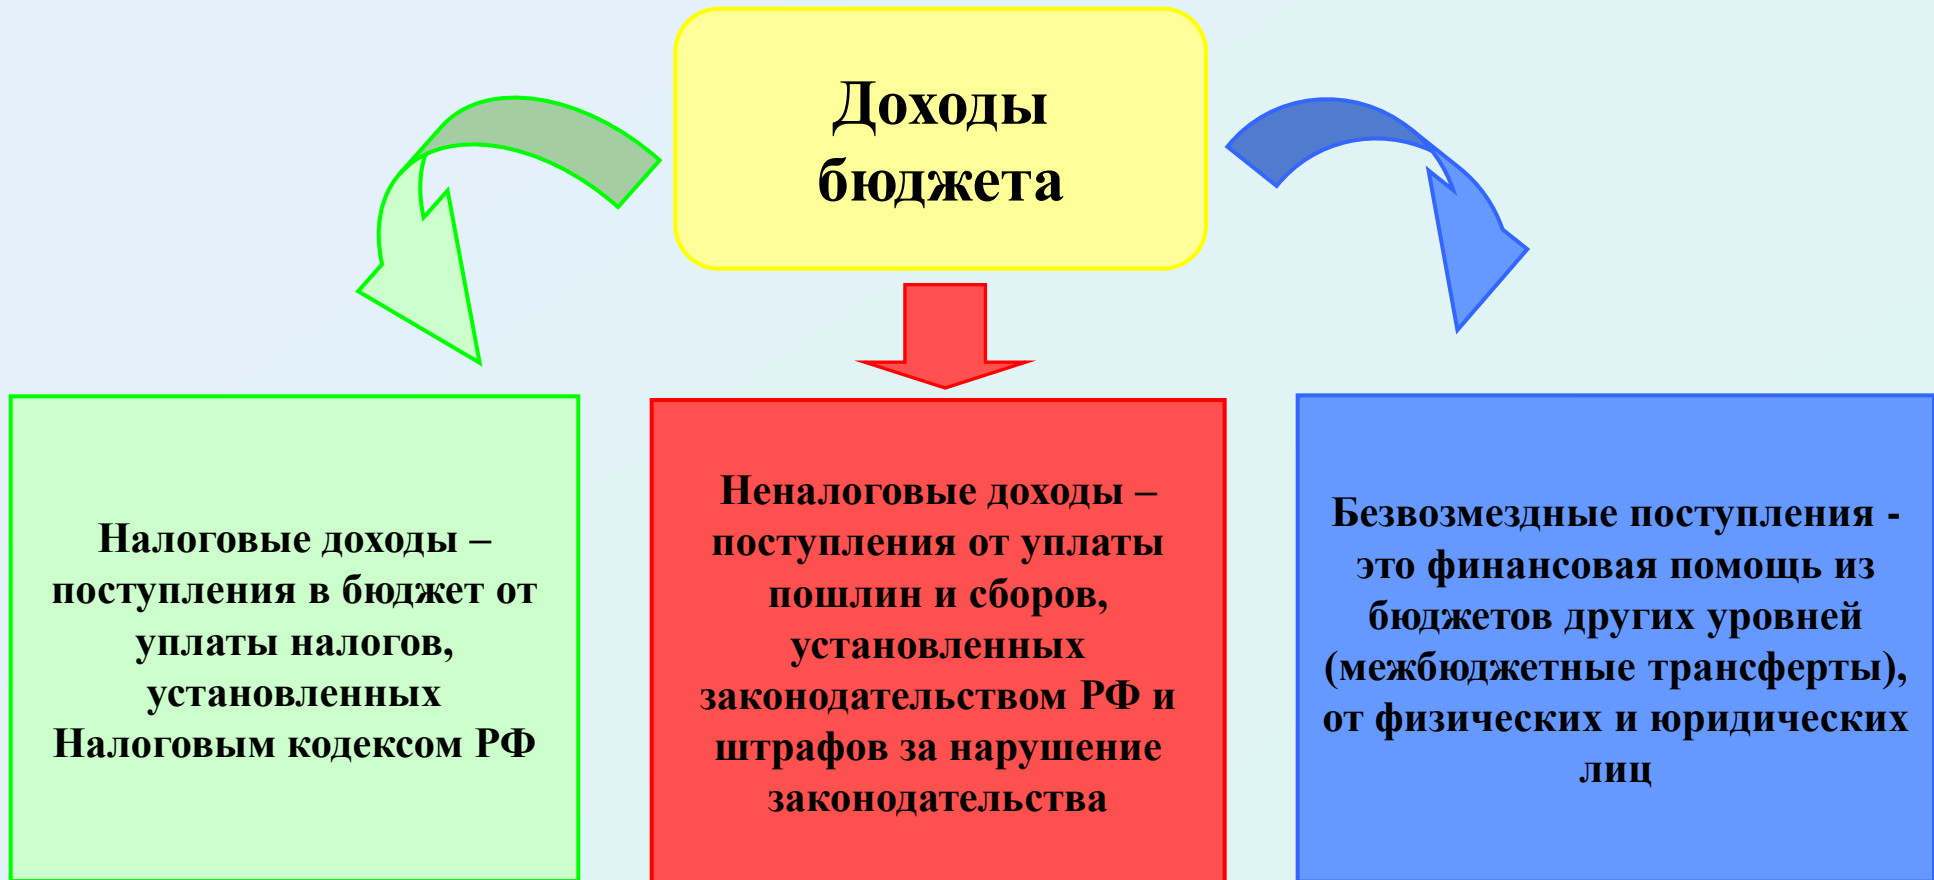 Доходы
бюджета
Налоговые доходы –
поступления в бюджет от
уплаты налогов,
установленных
Налоговым кодексом РФ
Неналоговые доходы –
поступления от уплаты
пошлин и сборов,
установленных
законодательством РФ и
штрафов за нарушение
законодательства
Безвозмездные поступления -
это финансовая помощь из
бюджетов других уровней
(межбюджетные трансферты),
от физических и юридических
лиц